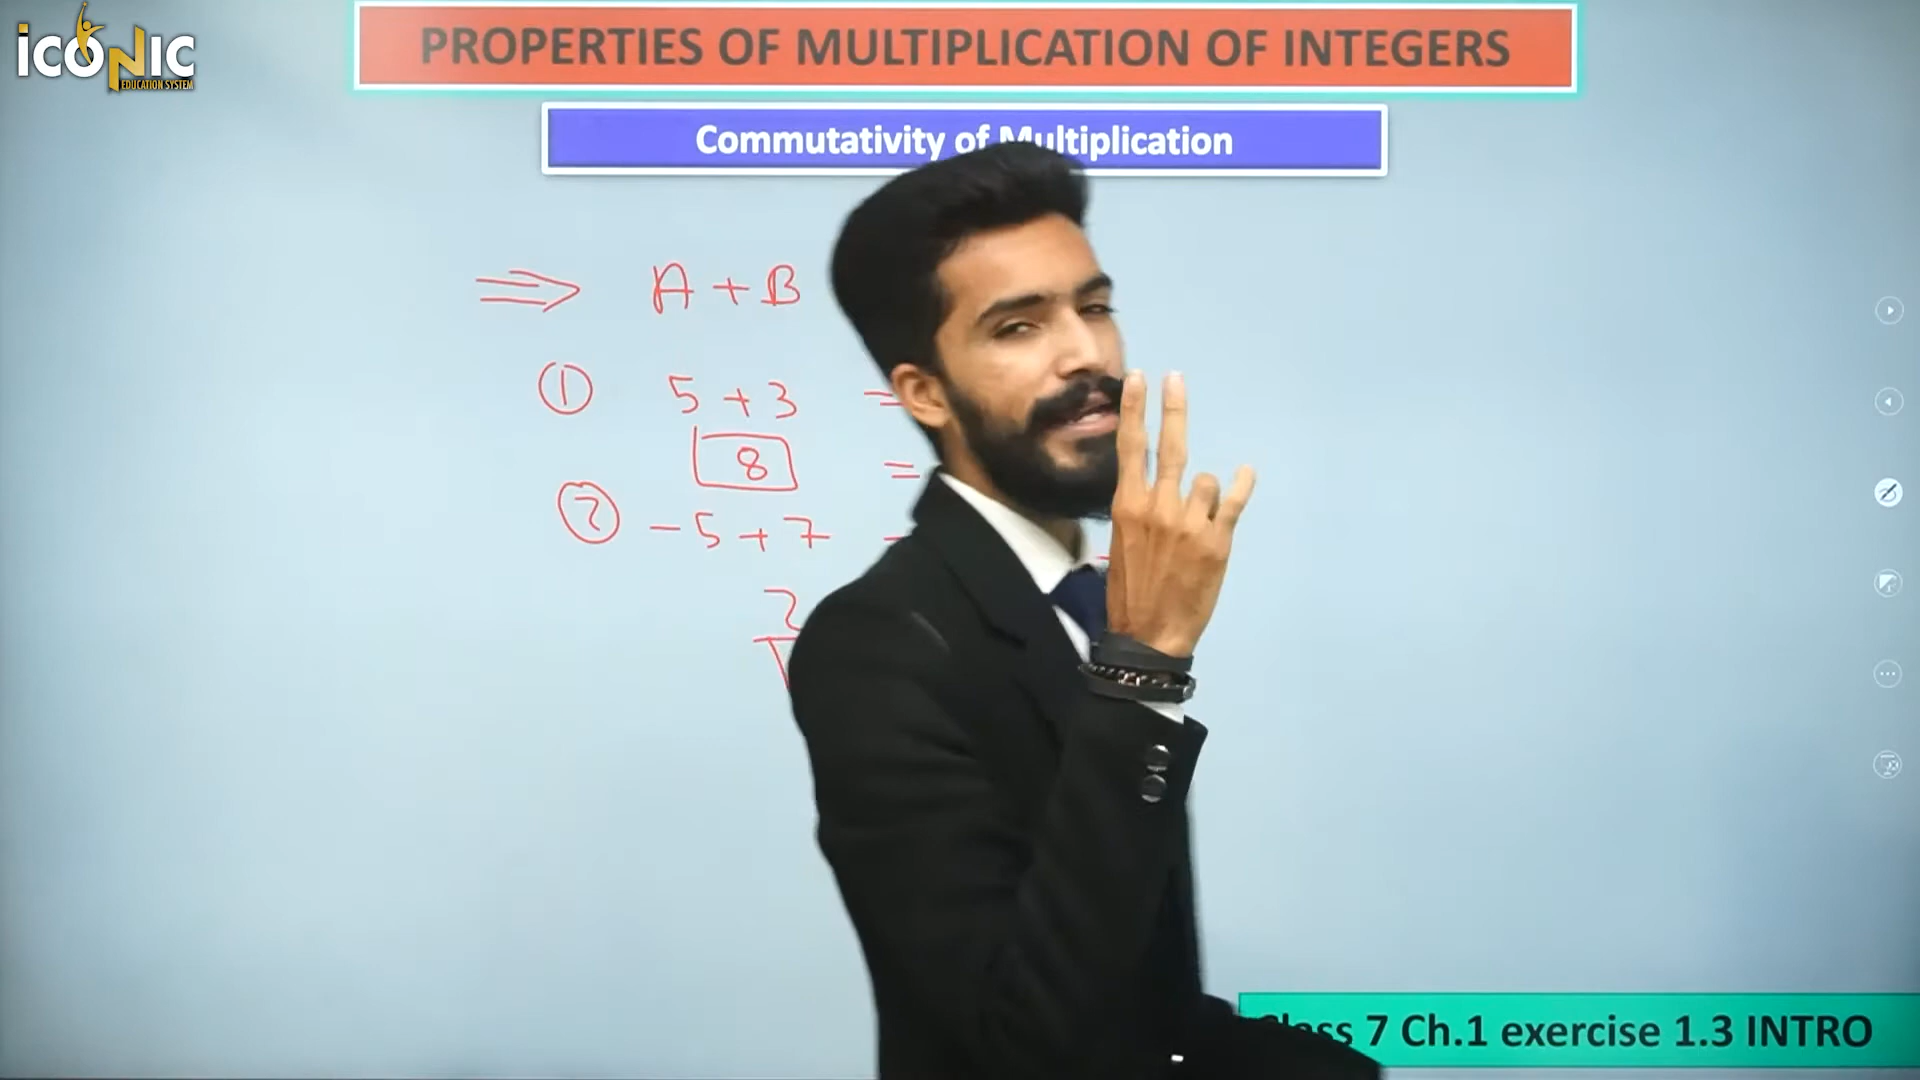 ICONIC
EDUCATION SYSTEM
PROPERTIES OF MULTIPLICATION OF INTEGERS
Commutativity of Multiplication
⇒ A + B
① 5 + 3 =
8 =
② -5 + 7
2
Class 7 Ch.1 exercise 1.3 INTRO